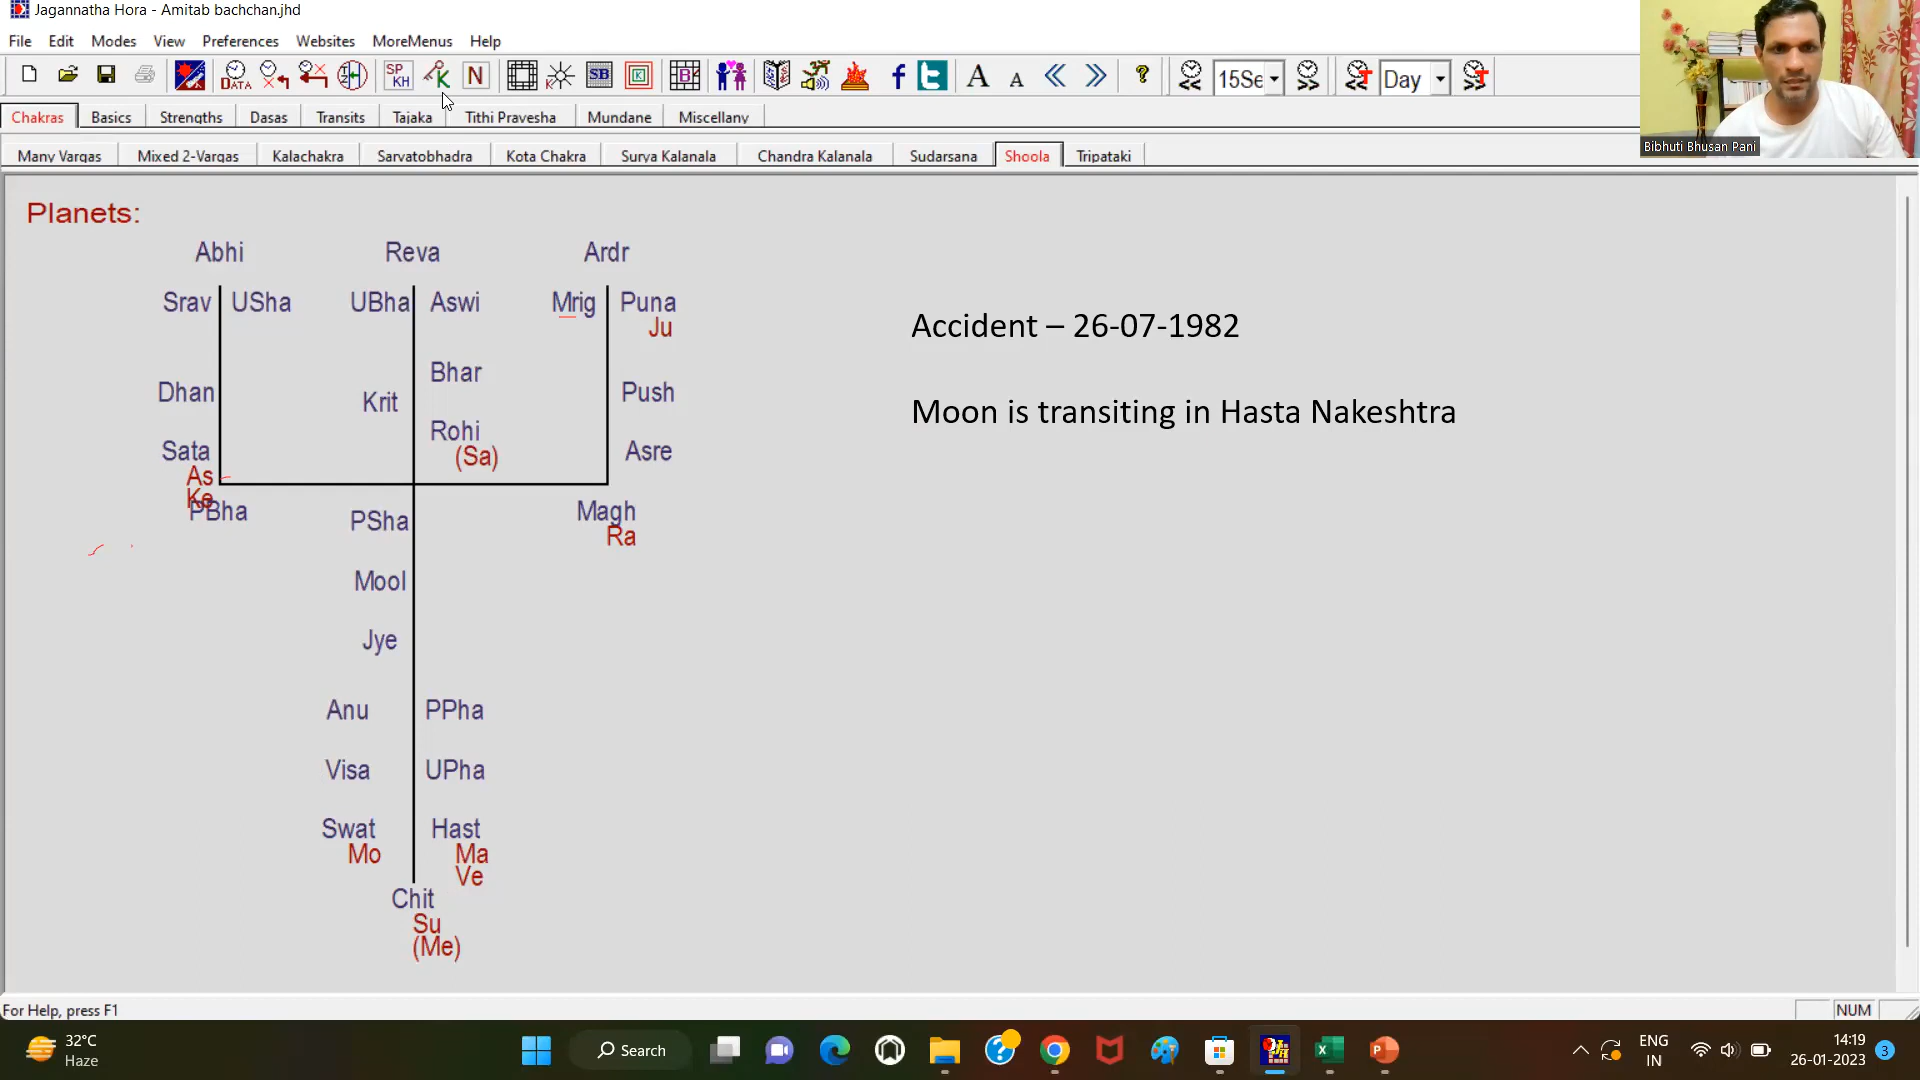 Jagannatha Hora - Amitab bachchan.jhd
File Edit Modes View Preferences Websites MoreMenus Help
DATA SP KH K N SB K B f t A A 15Se Day
Chakras Basics Strengths Dasas Transits Tajaka Tithi Pravesha Mundane Miscellany
Many Vargas Mixed 2-Vargas Kalachakra Sarvatobhadra Kota Chakra Surya Kalanala Chandra Kalanala Sudarsana Shoola Tripataki
Bibhuti Bhusan Pani
Planets:
Abhi Reva Ardr
Srav USha UBha Aswi Mrig Puna
Ju
Accident – 26-07-1982
Bhar
Dhan Krit Push
Moon is transiting in Hasta Nakeshtra
Rohi
Sata (Sa) Asre
As
Ke
PBha PSha Magh
Ra
Mool
Jye
Anu PPha
Visa UPha
Swat Hast
Mo Ma
Ve
Chit
Su
(Me)
For Help, press F1 NUM
32°C
Haze
Search
ENG
IN
14:19
26-01-2023
3